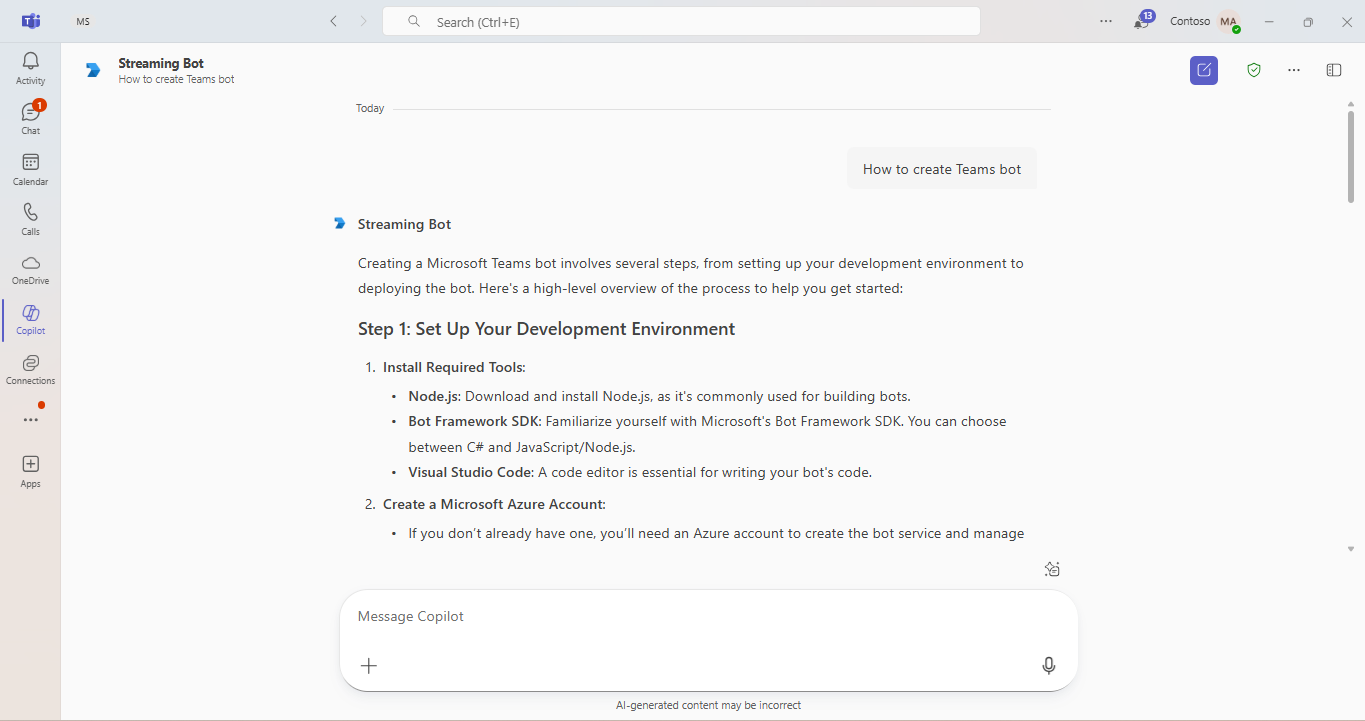 MS
Search (Ctrl+E)
13
Contoso
MA
Activity
1
Chat
Calendar
Calls
OneDrive
Copilot
Connections
Apps
Streaming Bot
How to create Teams bot
Today
How to create Teams bot
Streaming Bot
Creating a Microsoft Teams bot involves several steps, from setting up your development environment to
deploying the bot. Here's a high-level overview of the process to help you get started:
Step 1: Set Up Your Development Environment
1. Install Required Tools:
• Node.js: Download and install Node.js, as it's commonly used for building bots.
• Bot Framework SDK: Familiarize yourself with Microsoft's Bot Framework SDK. You can choose
between C# and JavaScript/Node.js.
• Visual Studio Code: A code editor is essential for writing your bot's code.
2. Create a Microsoft Azure Account:
• If you don’t already have one, you’ll need an Azure account to create the bot service and manage
Message Copilot
AI-generated content may be incorrect